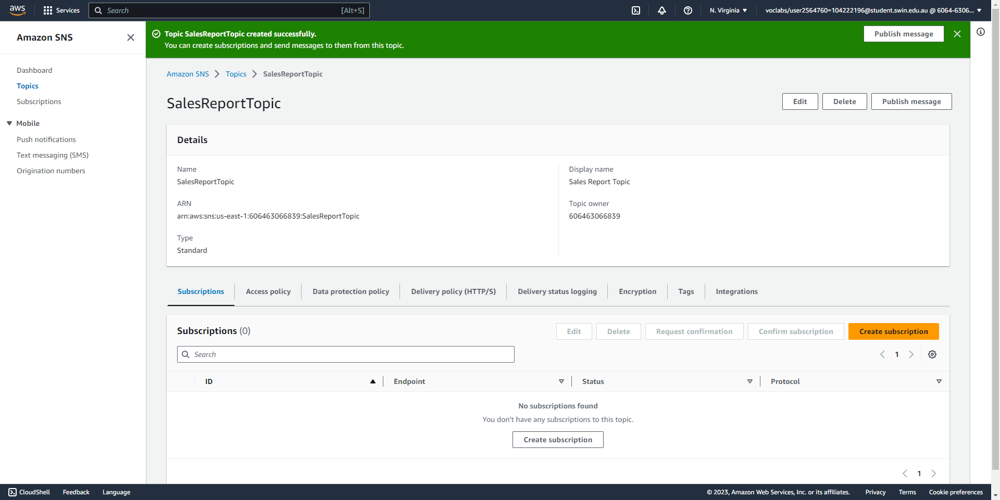 aws
Services
Search
[Alt+S]
N. Virginia
voclabs/user2564760=104222196@student.swin.edu.au @ 6064-6306...
Amazon SNS
Dashboard
Topics
Subscriptions
Mobile
Push notifications
Text messaging (SMS)
Origination numbers
Topic SalesReportTopic created successfully.
You can create subscriptions and send messages to them from this topic.
Publish message
Amazon SNS
Topics
SalesReportTopic
SalesReportTopic
Edit
Delete
Publish message
Details
Name
SalesReportTopic
ARN
arn:aws:sns:us-east-1:606463066839:SalesReportTopic
Type
Standard
Display name
Sales Report Topic
Topic owner
606463066839
Subscriptions
Access policy
Data protection policy
Delivery policy (HTTP/S)
Delivery status logging
Encryption
Tags
Integrations
Subscriptions (0)
Edit
Delete
Request confirmation
Confirm subscription
Create subscription
Search
1
ID
Endpoint
Status
Protocol
No subscriptions found
You don't have any subscriptions to this topic.
Create subscription
1
CloudShell
Feedback
Language
© 2023, Amazon Web Services, Inc. or its affiliates.
Privacy
Terms
Cookie preferences